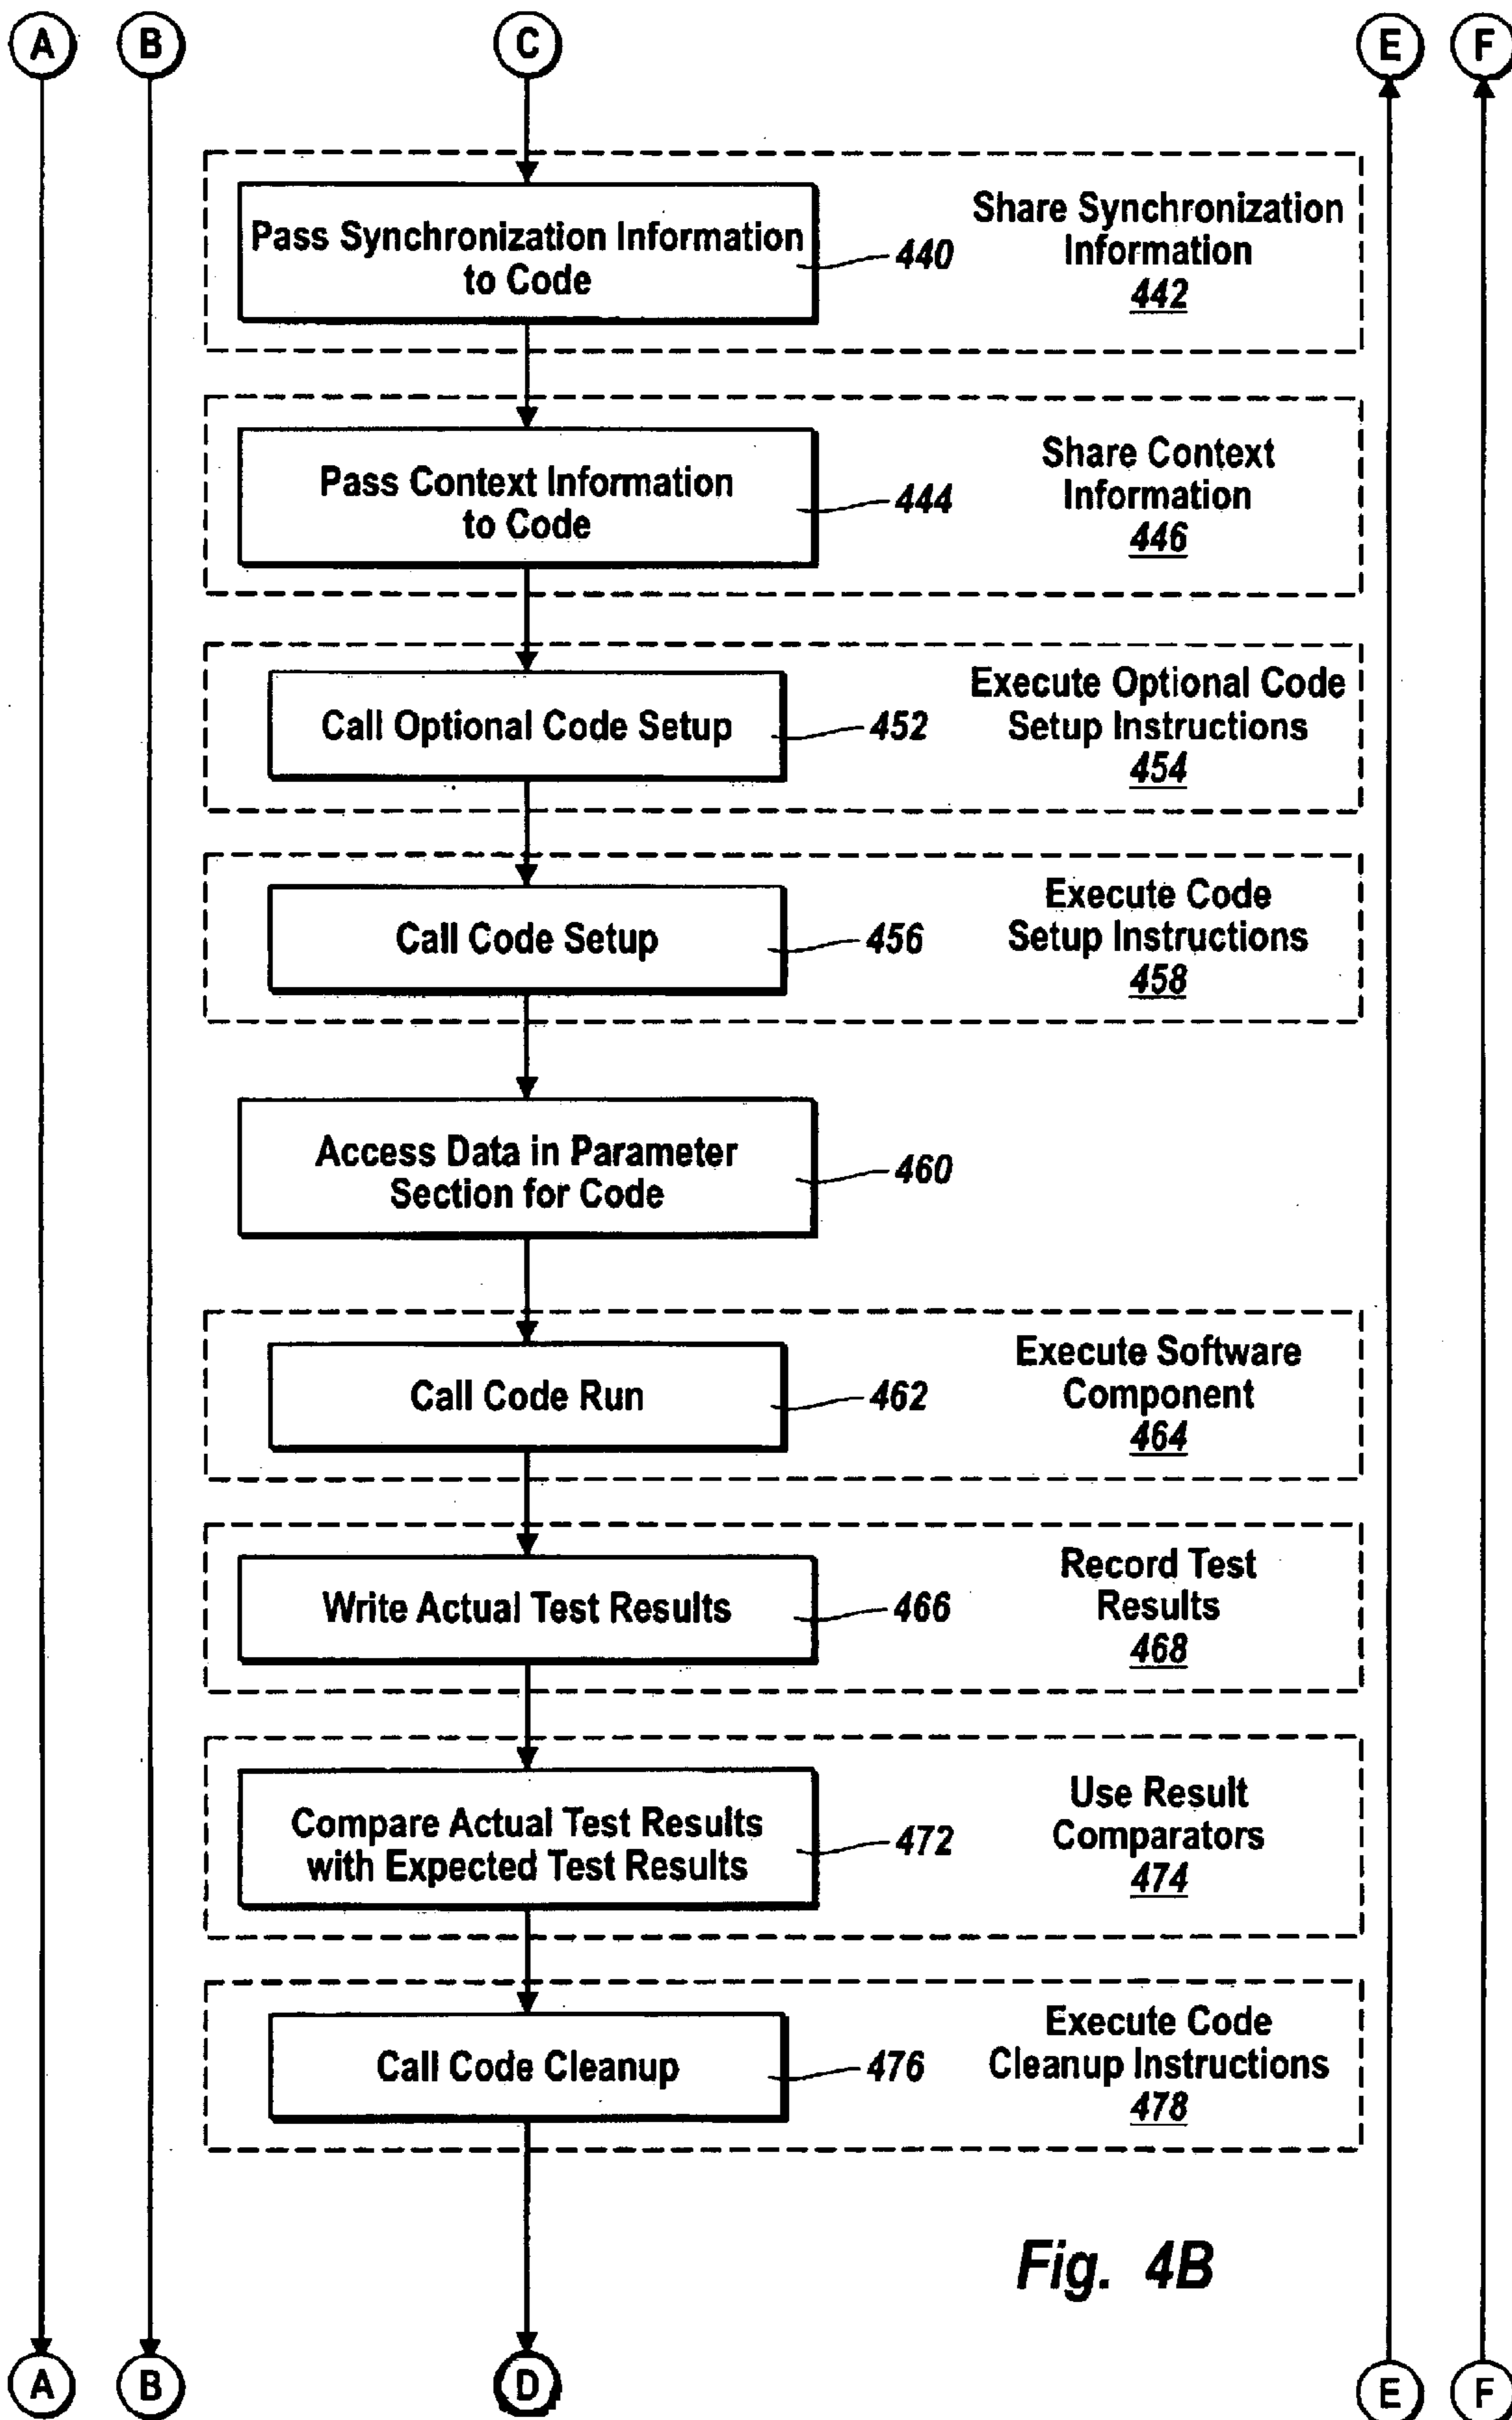 A B C E F
Pass Synchronization Information
to Code
440
Share Synchronization
Information
442
Pass Context Information
to Code
444
Share Context
Information
446
Call Optional Code Setup
452
Execute Optional Code
Setup Instructions
454
Call Code Setup
456
Execute Code
Setup Instructions
458
Access Data in Parameter
Section for Code
460
Call Code Run
462
Execute Software
Component
464
Write Actual Test Results
466
Record Test
Results
468
Compare Actual Test Results
with Expected Test Results
472
Use Result
Comparators
474
Call Code Cleanup
476
Execute Code
Cleanup Instructions
478
Fig. 4B
A B D E F